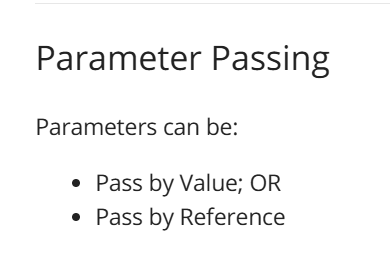 Parameter Passing
Parameters can be:
• Pass by Value; OR
• Pass by Reference